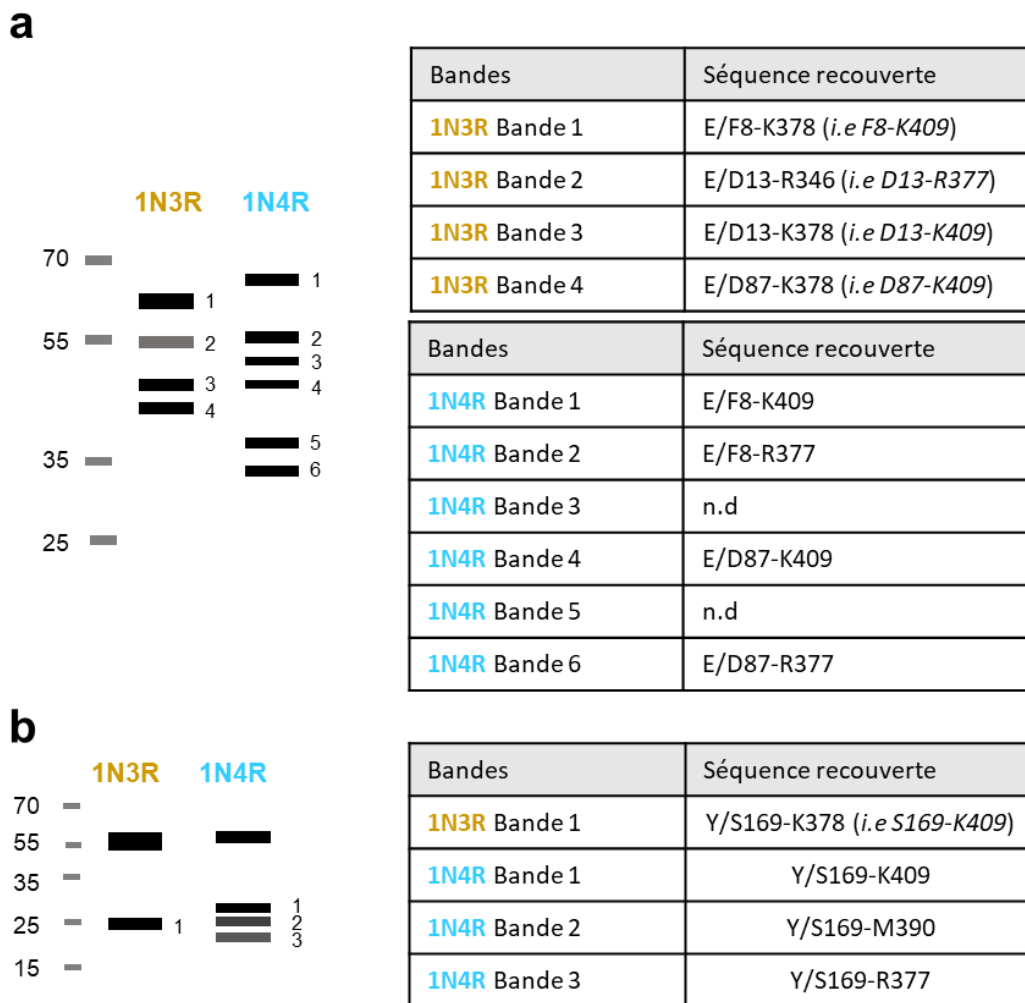 a
Bandes Séquence recouverte
1N3R Bande 1 E/F8-K378 (i.e F8-K409)
1N3R Bande 2 E/D13-R346 (i.e D13-R377)
1N3R Bande 3 E/D13-K378 (i.e D13-K409)
1N3R Bande 4 E/D87-K378 (i.e D87-K409)
1N3R 1N4R
70
55
35
25
1
2
3
4
1
2
3
4
5
6
Bandes Séquence recouverte
1N4R Bande 1 E/F8-K409
1N4R Bande 2 E/F8-R377
1N4R Bande 3 n.d
1N4R Bande 4 E/D87-K409
1N4R Bande 5 n.d
1N4R Bande 6 E/D87-R377
b
1N3R 1N4R
70
55
35
25
15
1
1
2
3
Bandes Séquence recouverte
1N3R Bande 1 Y/S169-K378 (i.e S169-K409)
1N4R Bande 1 Y/S169-K409
1N4R Bande 2 Y/S169-M390
1N4R Bande 3 Y/S169-R377